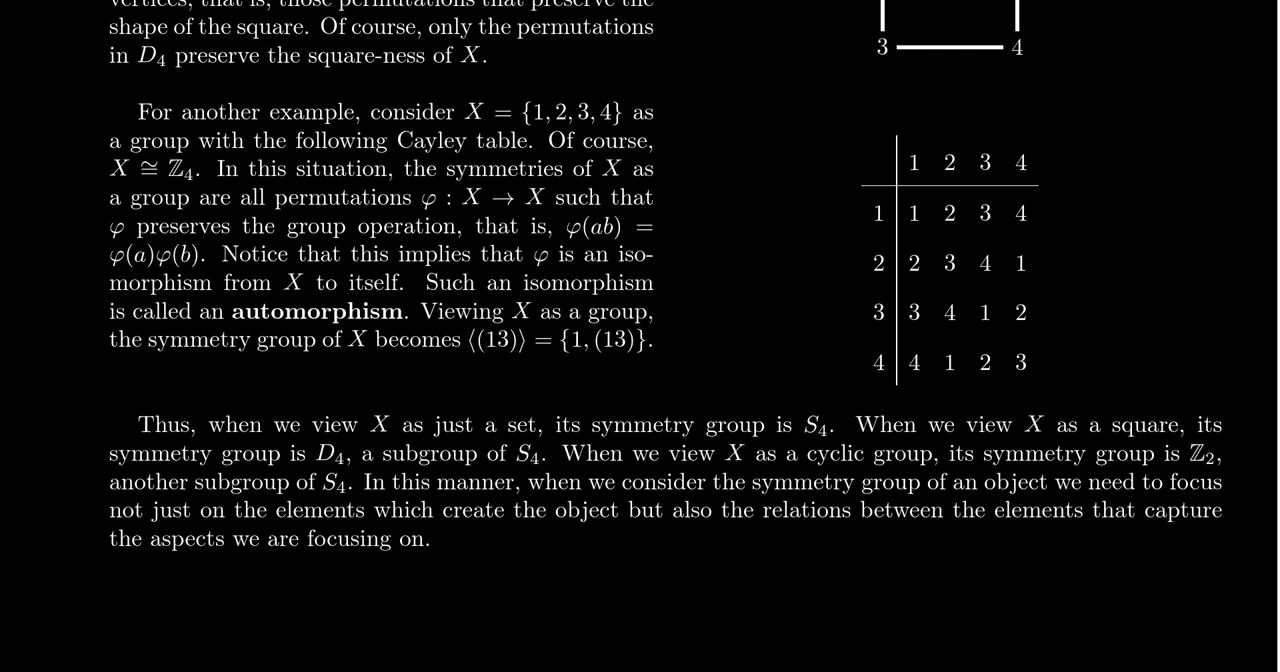 vertices, that is, those permutations that preserve the
shape of the square. Of course, only the permutations
in D₄ preserve the square-ness of X.
3 4
For another example, consider X = {1, 2, 3, 4} as
a group with the following Cayley table. Of course,
X ≅ ℤ₄. In this situation, the symmetries of X as
a group are all permutations φ : X → X such that
φ preserves the group operation, that is, φ(ab) =
φ(a)φ(b). Notice that this implies that φ is an iso-
morphism from X to itself. Such an isomorphism
is called an automorphism. Viewing X as a group,
the symmetry group of X becomes ⟨(13)⟩ = {1, (13)}.
1 2 3 4
1 1 2 3 4
2 2 3 4 1
3 3 4 1 2
4 4 1 2 3
Thus, when we view X as just a set, its symmetry group is S₄. When we view X as a square, its
symmetry group is D₄, a subgroup of S₄. When we view X as a cyclic group, its symmetry group is ℤ₂,
another subgroup of S₄. In this manner, when we consider the symmetry group of an object we need to focus
not just on the elements which create the object but also the relations between the elements that capture
the aspects we are focusing on.